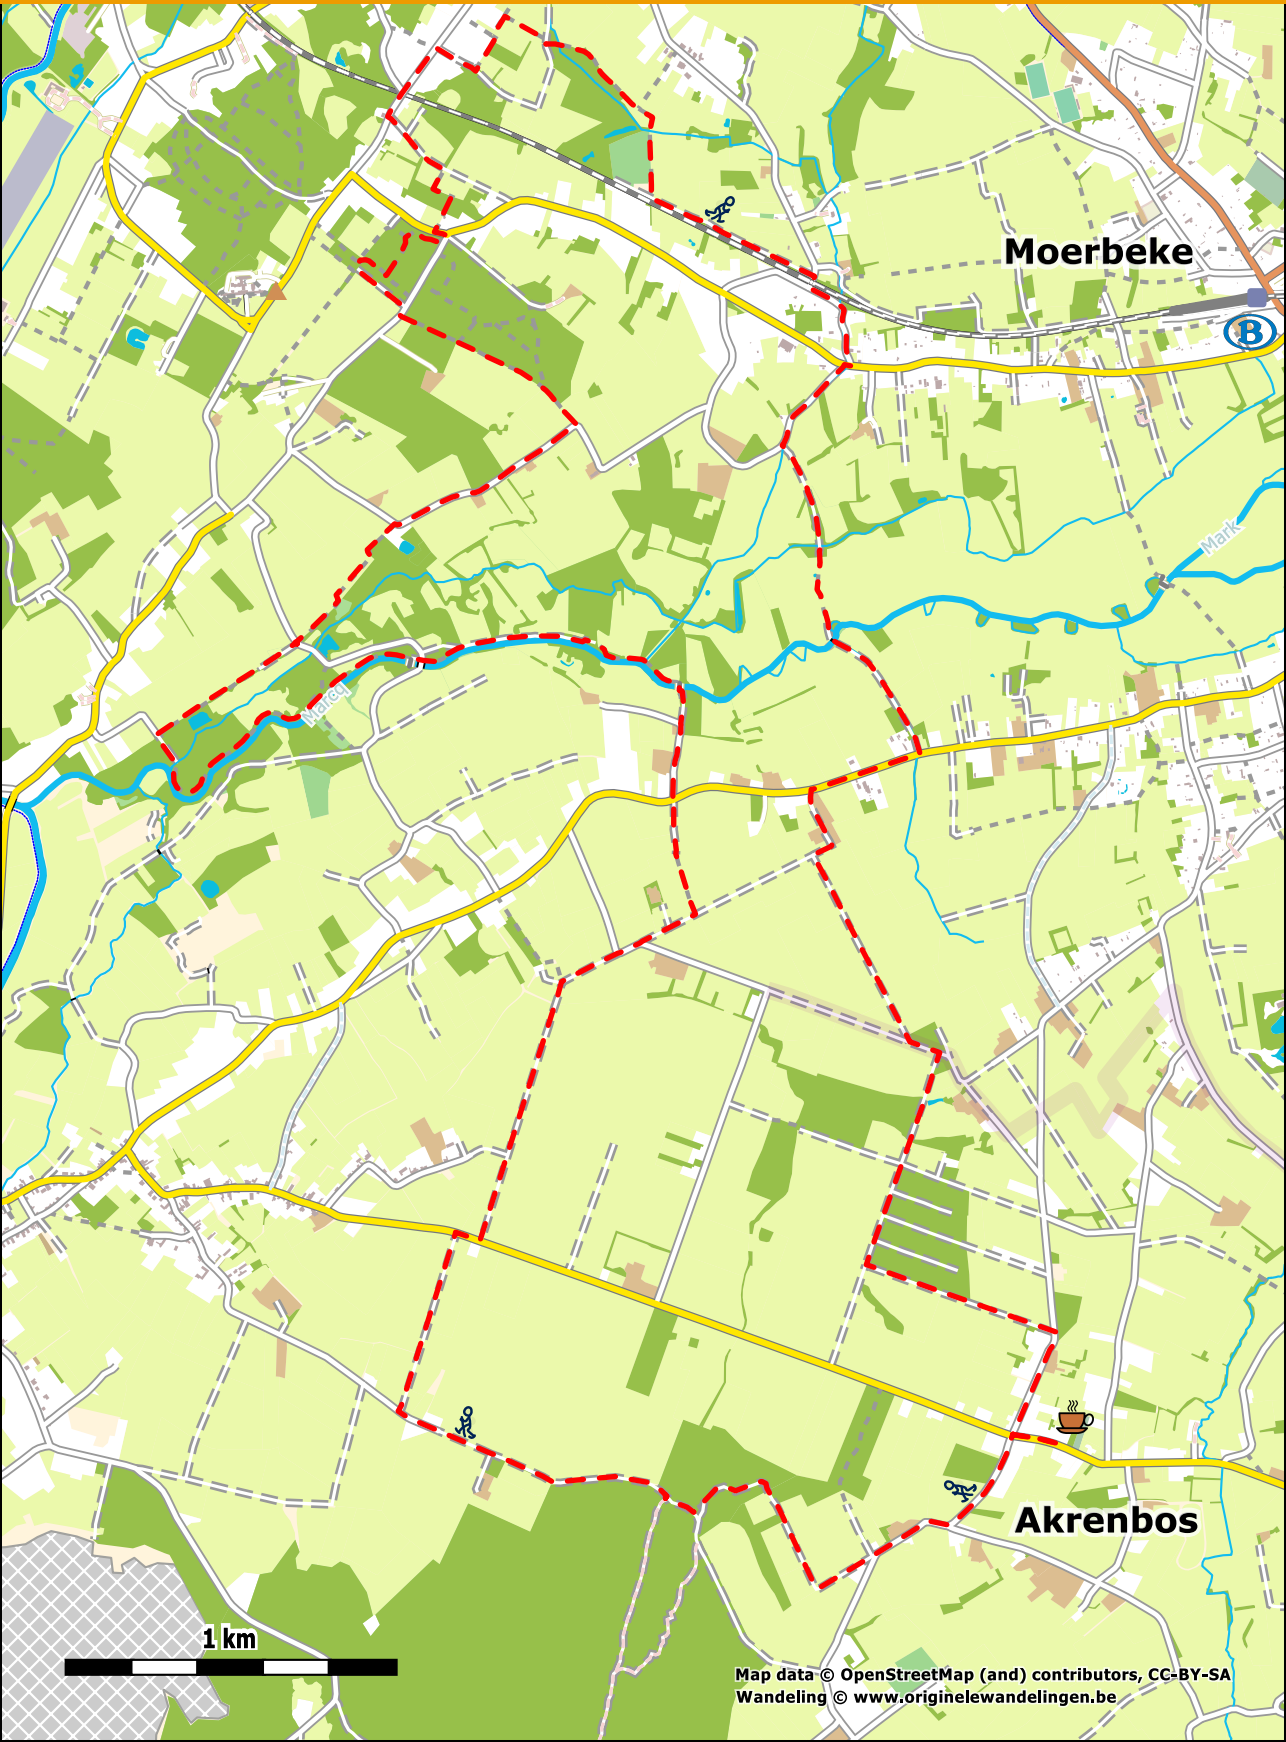 Moerbeke
B
Mark
Marcq
Akrenbos
1 km
Map data © OpenStreetMap (and) contributors, CC-BY-SA
Wandeling © www.originelewandelingen.be